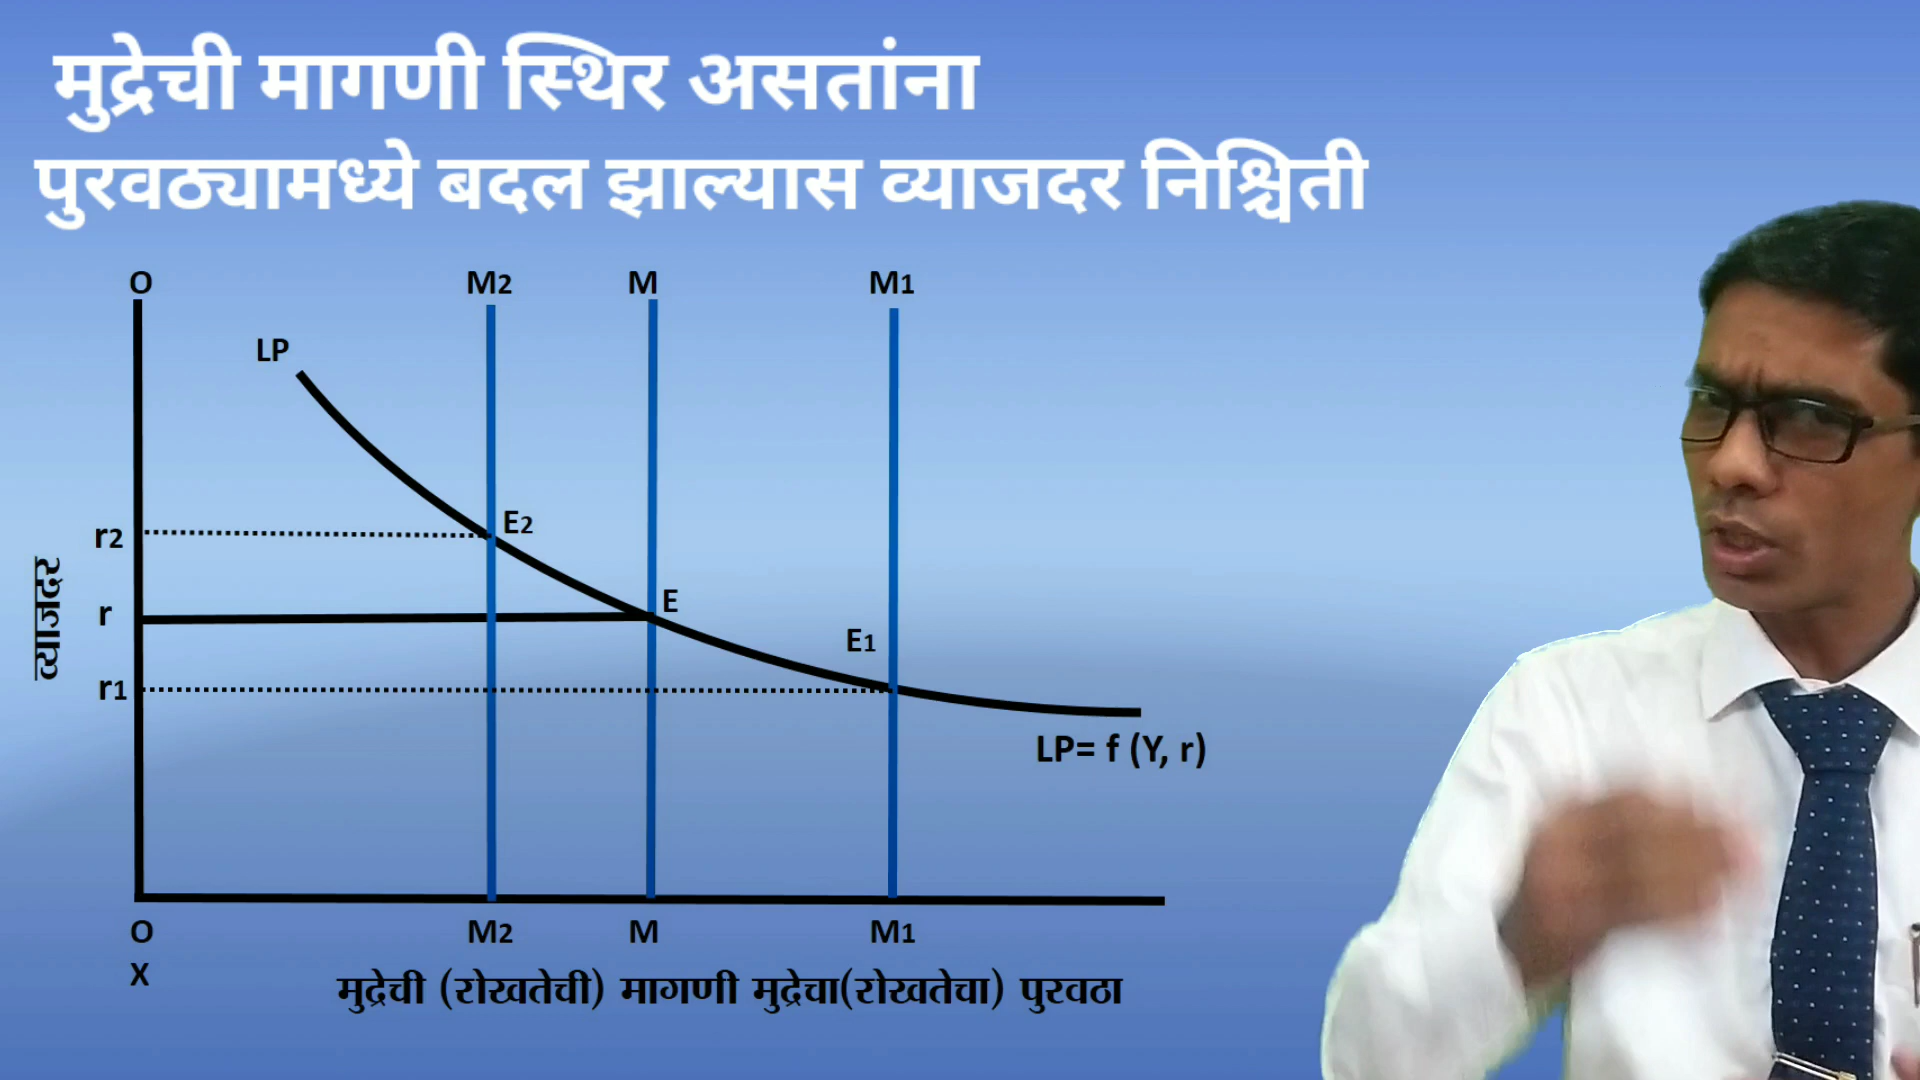 मुद्रेची मागणी स्थिर असतांना
पुरवठ्यामध्ये बदल झाल्यास व्याजदर निश्चिती
O M2 M M1
LP
E2
r2
E
r
E1
r1
व्याजदर
LP= f (Y, r)
O M2 M M1
X
मुद्रेची (रोखतेची) मागणी मुद्रेचा(रोखतेचा) पुरवठा